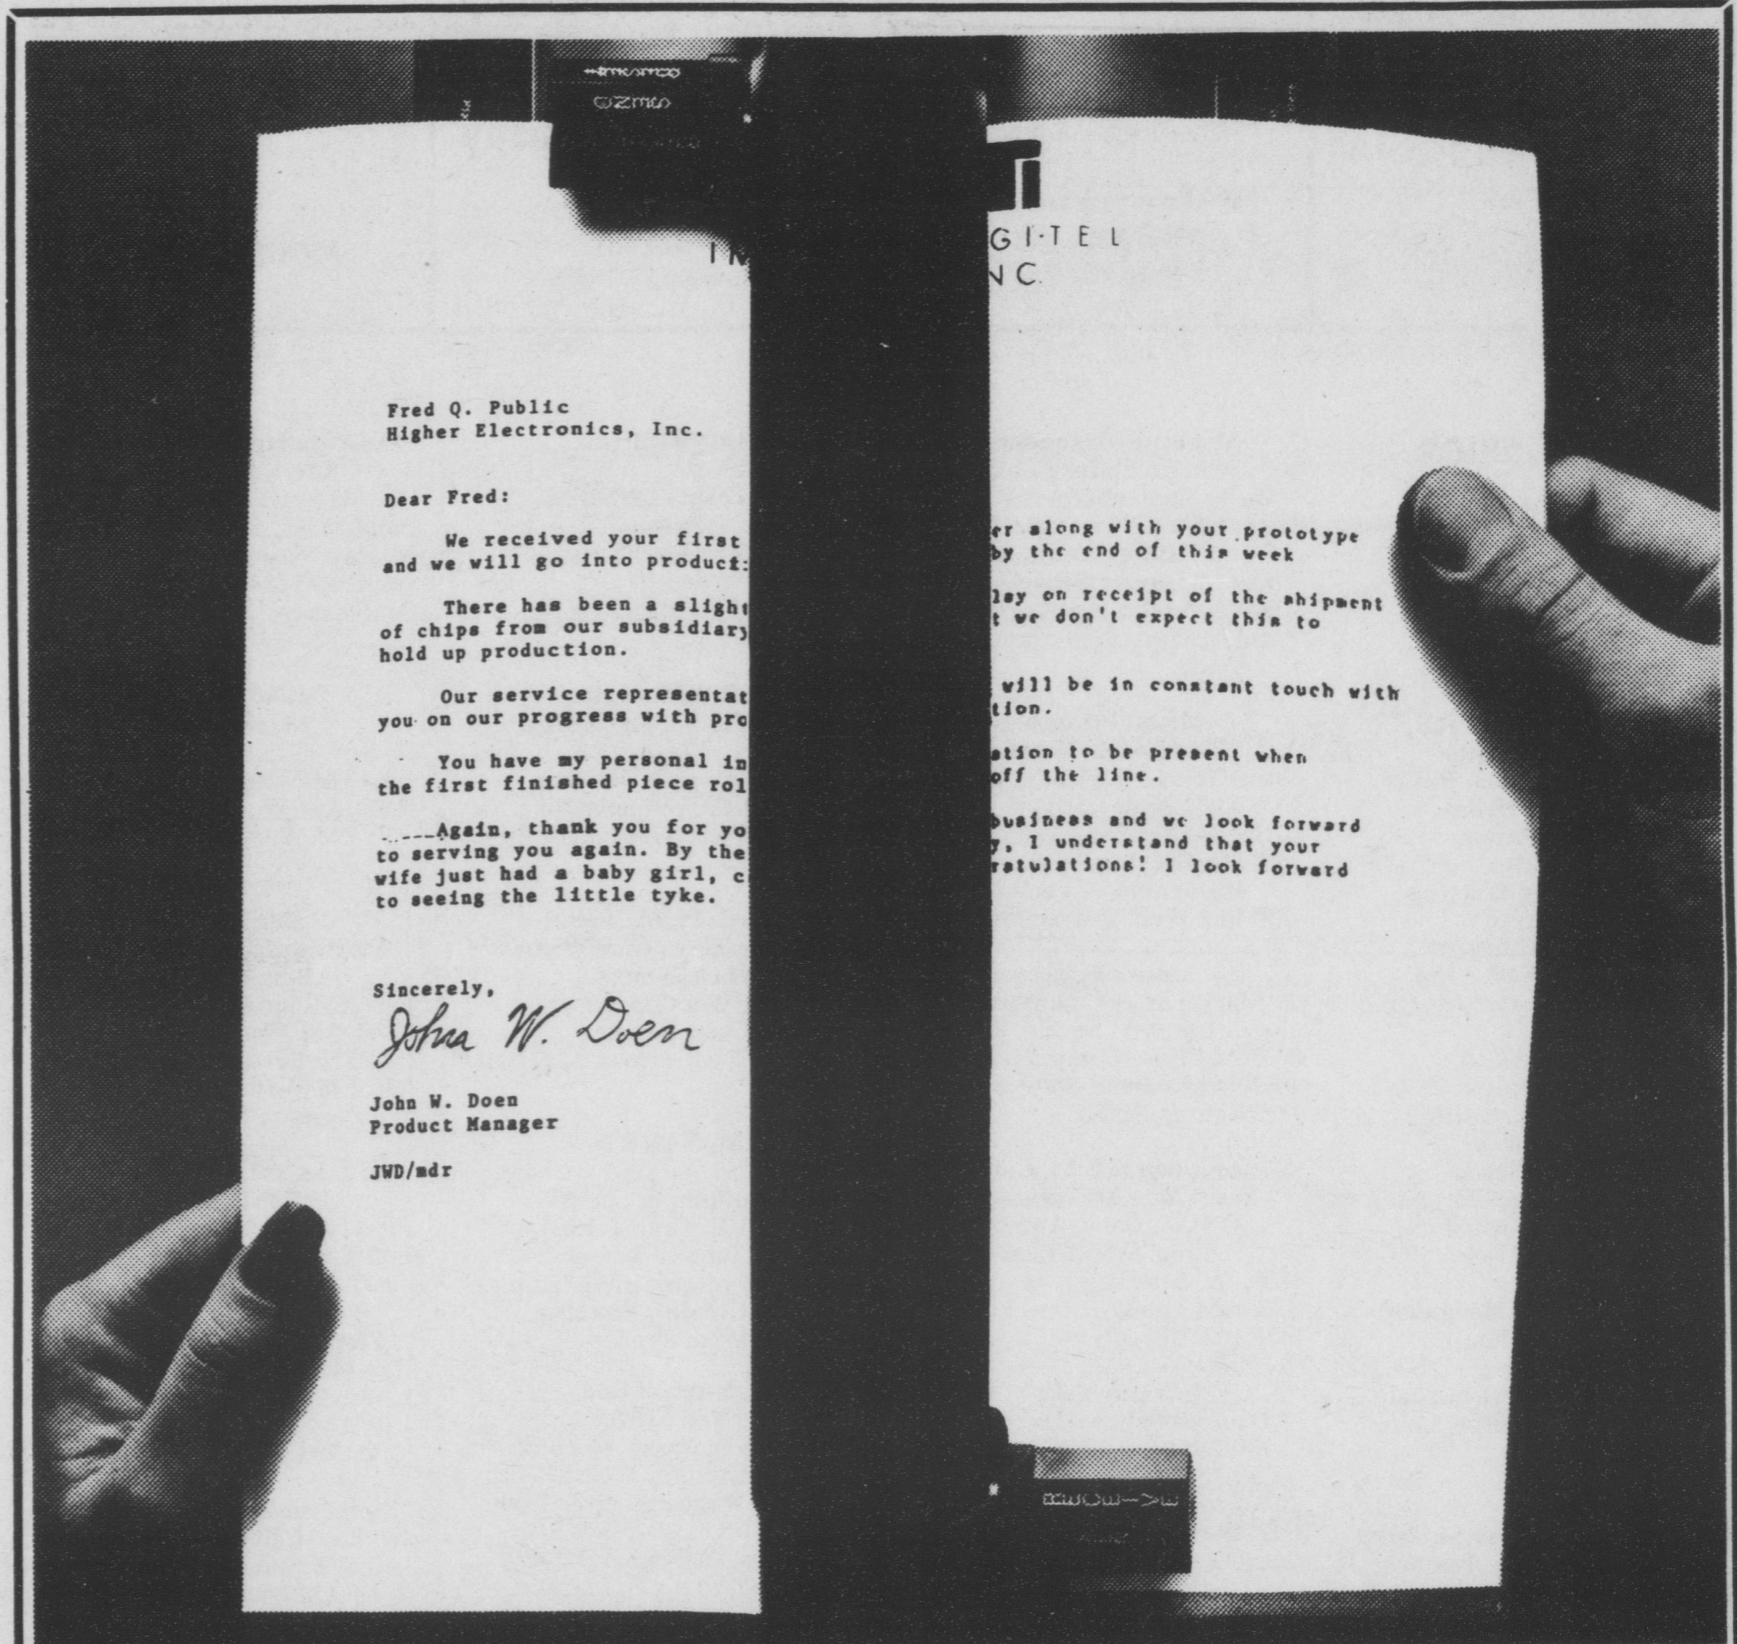 SEND
GI-TEL
NC.
Fred Q. Public
Higher Electronics, Inc.
Dear Fred:
We received your first
and we will go into product
There has been a slight
of chips from our subsidiary
hold up production.
Our service representat
you on our progress with pro
You have my personal in
the first finished piece rol
Again, thank you for yo
to serving you again. By the
wife just had a baby girl, c
to seeing the little tyke.
Sincerely,
John W. Doen
John W. Doen
Product Manager
JWD/mdr
er along with your prototype
by the end of this week
lay on receipt of the shipment
t we don't expect this to
will be in constant touch with
tion.
ation to be present when
off the line.
business and we look forward
y, I understand that your
ratulations! I look forward
RECEIVE